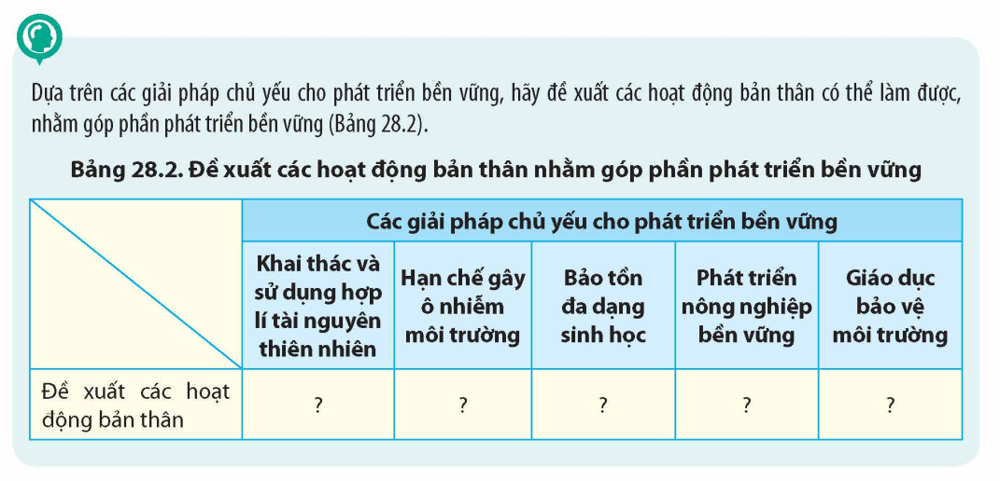 Dựa trên các giải pháp chủ yếu cho phát triển bền vững, hãy đề xuất các hoạt động bản thân có thể làm được,
nhằm góp phần phát triển bền vững (Bảng 28.2).
Bảng 28.2. Đề xuất các hoạt động bản thân nhằm góp phần phát triển bền vững
Các giải pháp chủ yếu cho phát triển bền vững
Khai thác và
sử dụng hợp
lí tài nguyên
thiên nhiên
Hạn chế gây
ô nhiễm
môi trường
Bảo tồn
đa dạng
sinh học
Phát triển
nông nghiệp
bền vững
Giáo dục
bảo vệ
môi trường
Đề xuất các hoạt
động bản thân
?
?
?
?
?